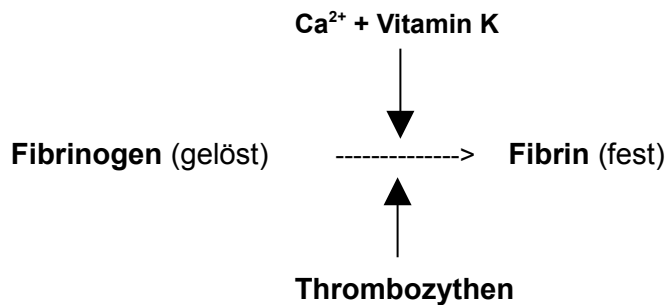 Ca²⁺ + Vitamin K
Fibrinogen (gelöst) --------------> Fibrin (fest)
Thrombozythen